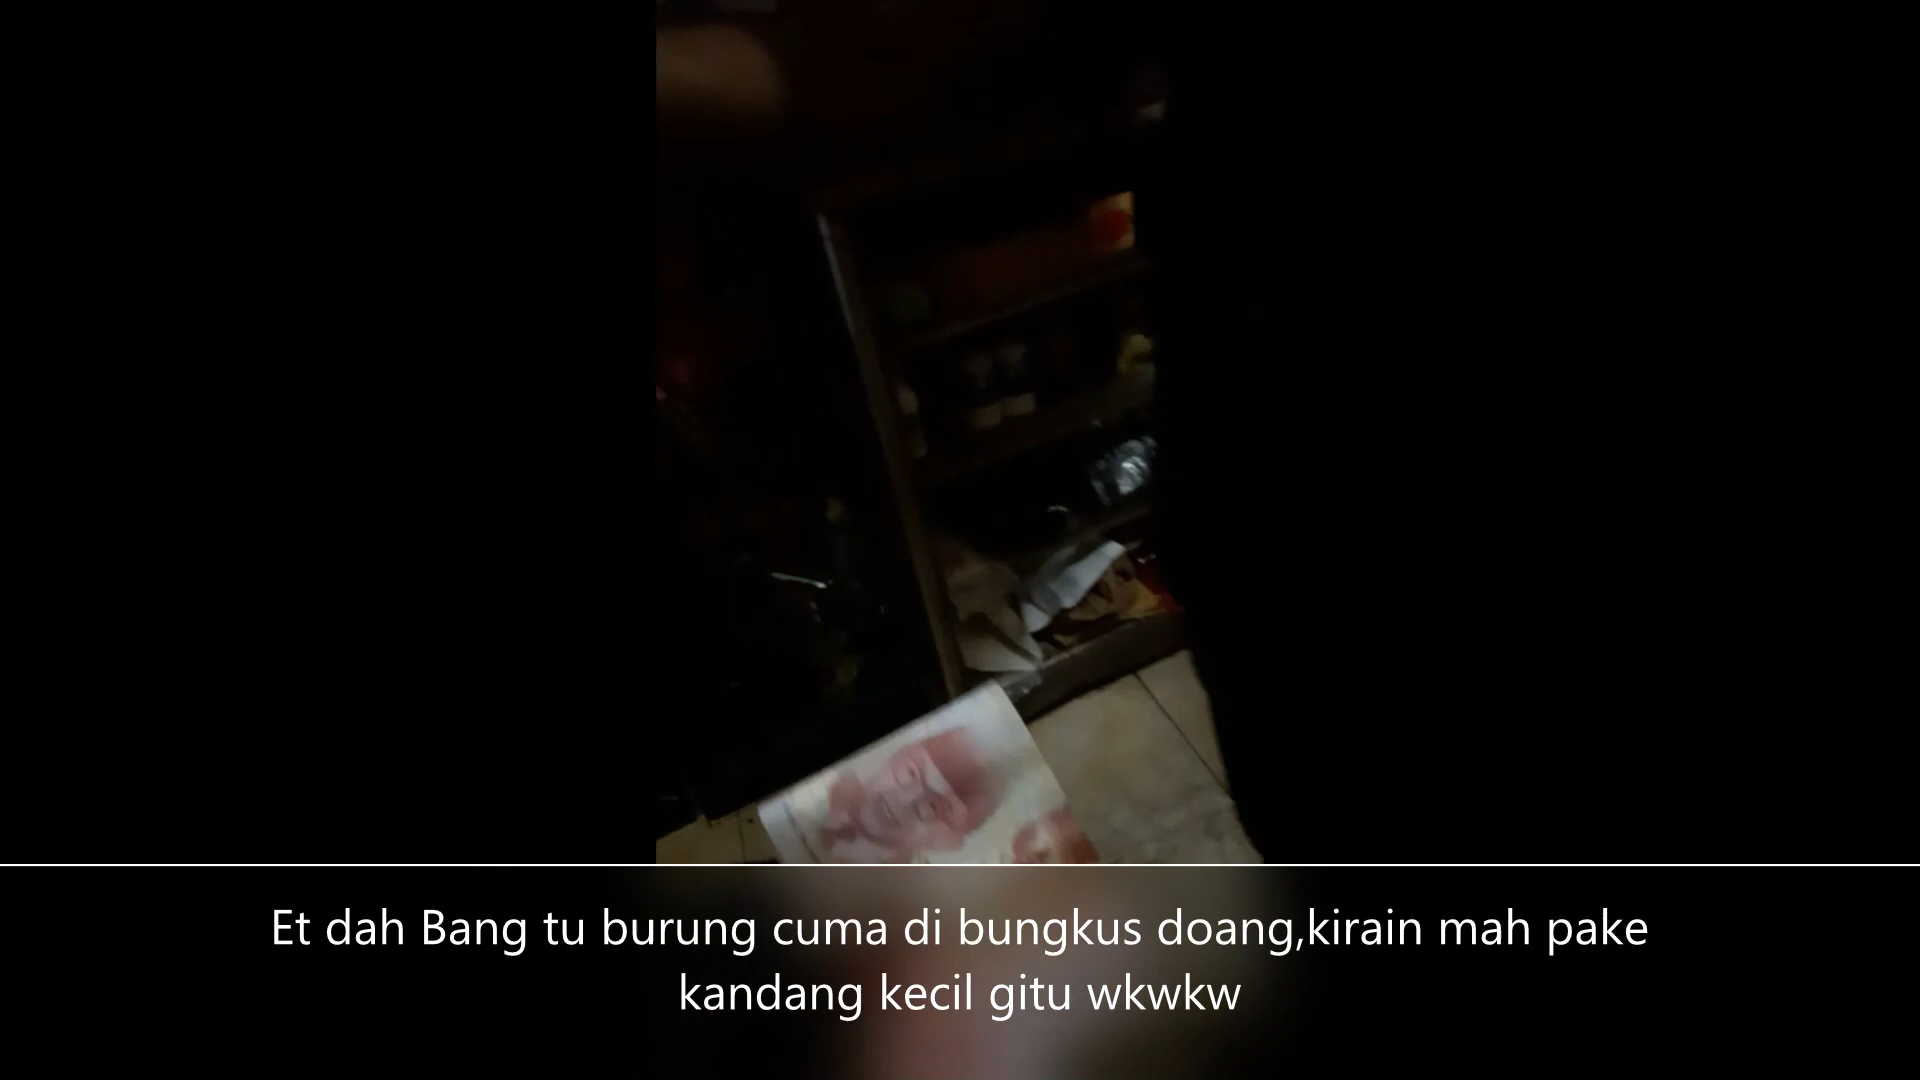 Et dah Bang tu burung cuma di bungkus doang,kirain mah pake
kandang kecil gitu wkwkw